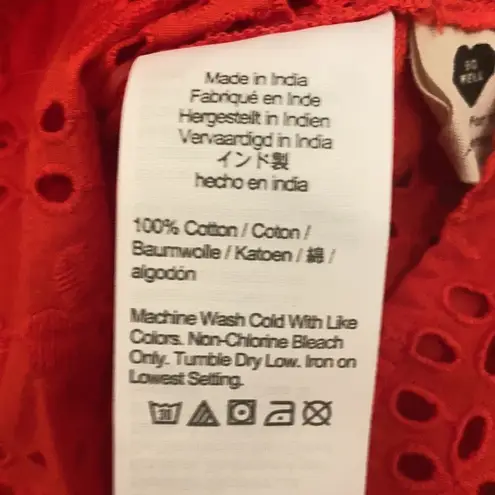 Made in India
Fabriqué en Inde
Hergestellt in Indien
Vervaardigd in India
インド製
hecho en india
100% Cotton / Coton /
Baumwolle / Katoen / 綿 /
algodón
Machine Wash Cold With Like
Colors. Non-Chlorine Bleach
Only. Tumble Dry Low. Iron on
Lowest Setting.